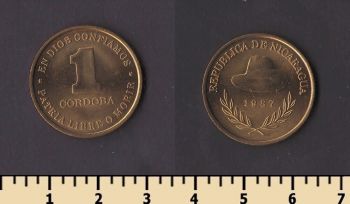 EN DIOS CONFIAMOS
1
CORDOBA
PATRIA LIBRE O MORIR
REPUBLICA DE NICARAGUA
1987
1 2 3 4 5 6 7